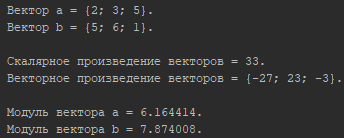 Вектор a = {2; 3; 5}.
Вектор b = {5; 6; 1}.
Скалярное произведение векторов = 33.
Векторное произведение векторов = {-27; 23; -3}.
Модуль вектора a = 6.164414.
Модуль вектора b = 7.874008.